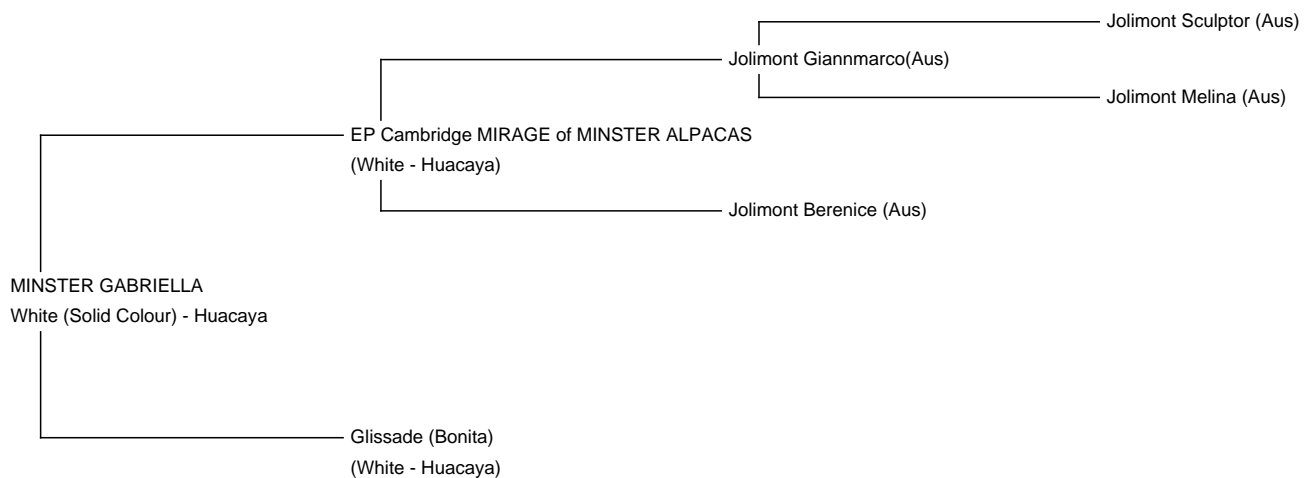 Jolimont Sculptor (Aus)
Jolimont Giannmarco(Aus)
Jolimont Melina (Aus)
EP Cambridge MIRAGE of MINSTER ALPACAS
(White - Huacaya)
Jolimont Berenice (Aus)
MINSTER GABRIELLA
White (Solid Colour) - Huacaya
Glissade (Bonita)
(White - Huacaya)